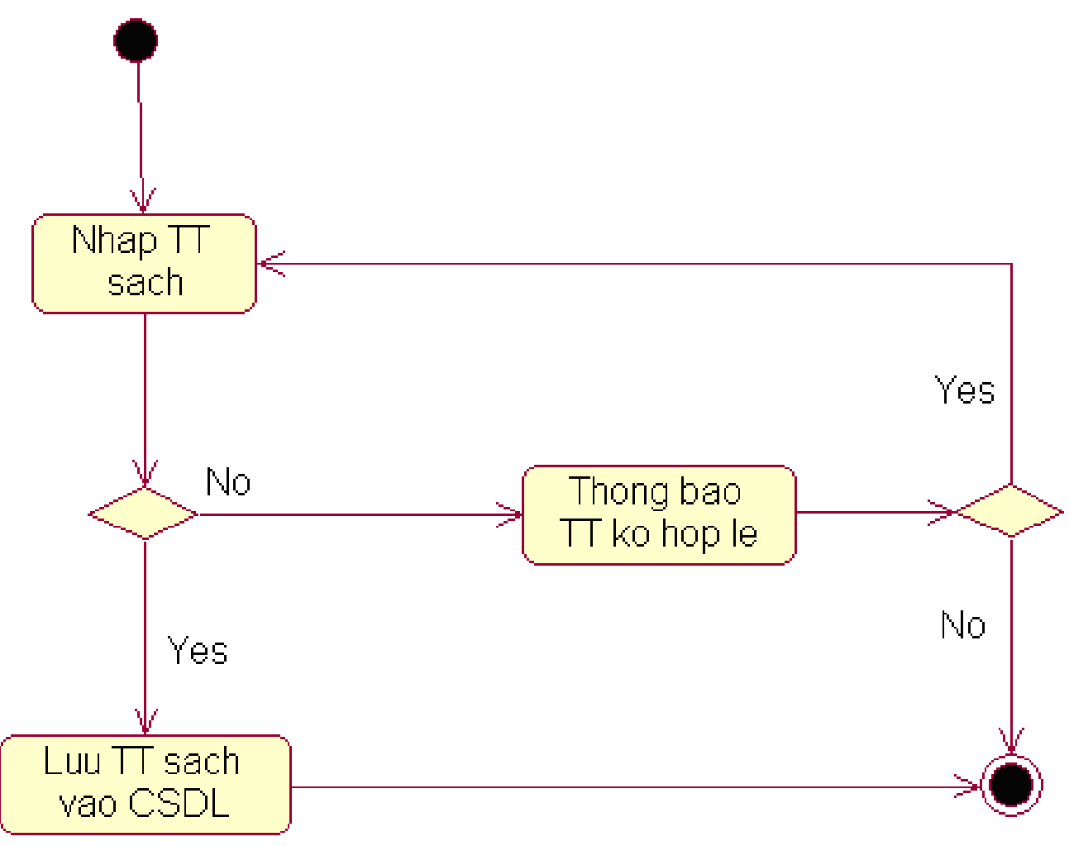 Nhap TT
sach
Yes
No
Thong bao
TT ko hop le
No
Yes
Luu TT sach
vao CSDL